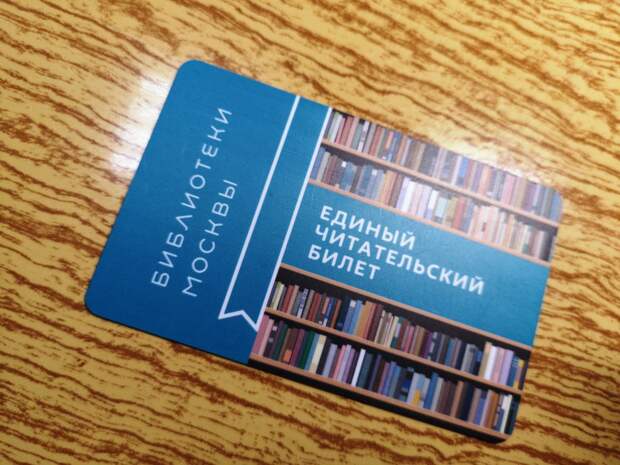 БИБЛИОТЕКИ
МОСКВЫ
ЕДИНЫЙ
ЧИТАТЕЛЬСКИЙ
БИЛЕТ